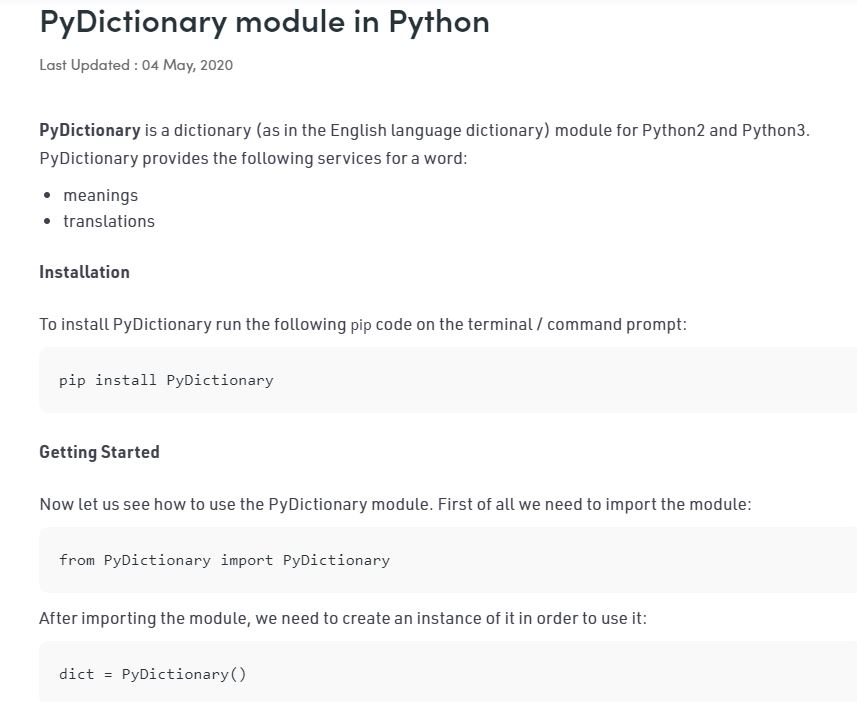 PyDictionary module in Python
Last Updated : 04 May, 2020
PyDictionary is a dictionary (as in the English language dictionary) module for Python2 and Python3.
PyDictionary provides the following services for a word:
meanings
translations
Installation
To install PyDictionary run the following pip code on the terminal / command prompt:
pip install PyDictionary
Getting Started
Now let us see how to use the PyDictionary module. First of all we need to import the module:
from PyDictionary import PyDictionary
After importing the module, we need to create an instance of it in order to use it:
dict = PyDictionary()